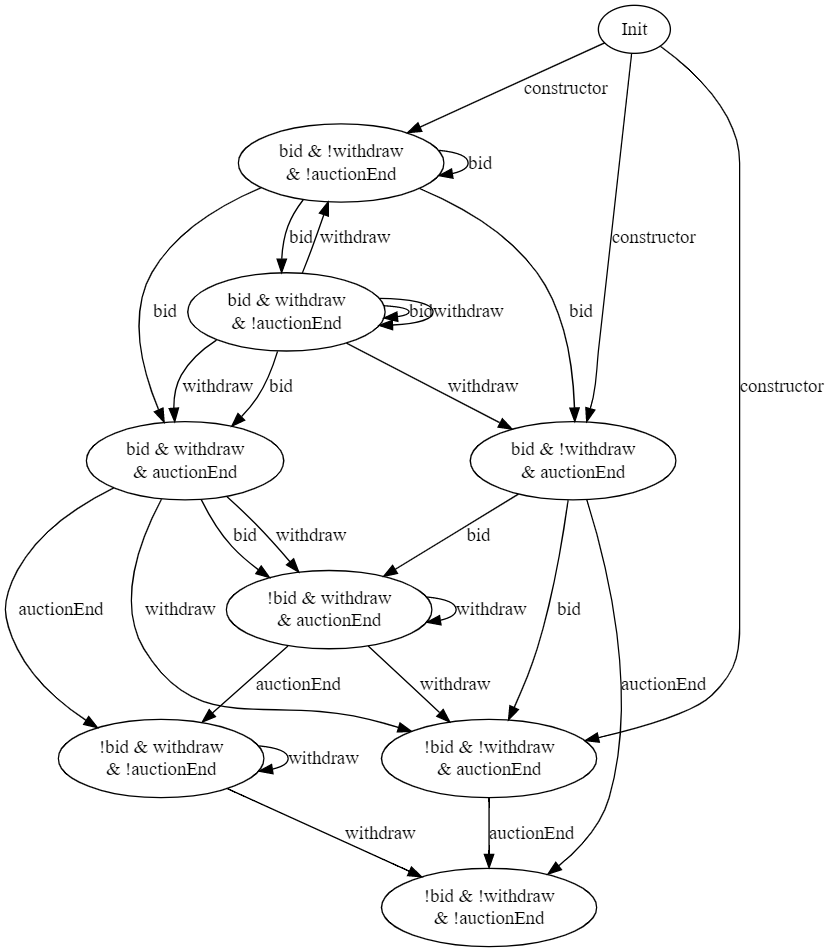 Init
constructor
bid & !withdraw
& !auctionEnd
bid
bid
withdraw
constructor
bid & withdraw
& !auctionEnd
bid
withdraw
bid
bid
withdraw
bid
withdraw
constructor
bid & withdraw
& auctionEnd
bid & !withdraw
& auctionEnd
bid
withdraw
bid
!bid & withdraw
& auctionEnd
auctionEnd
withdraw
withdraw
bid
auctionEnd
withdraw
auctionEnd
!bid & withdraw
& !auctionEnd
withdraw
!bid & !withdraw
& auctionEnd
withdraw
auctionEnd
!bid & !withdraw
& !auctionEnd